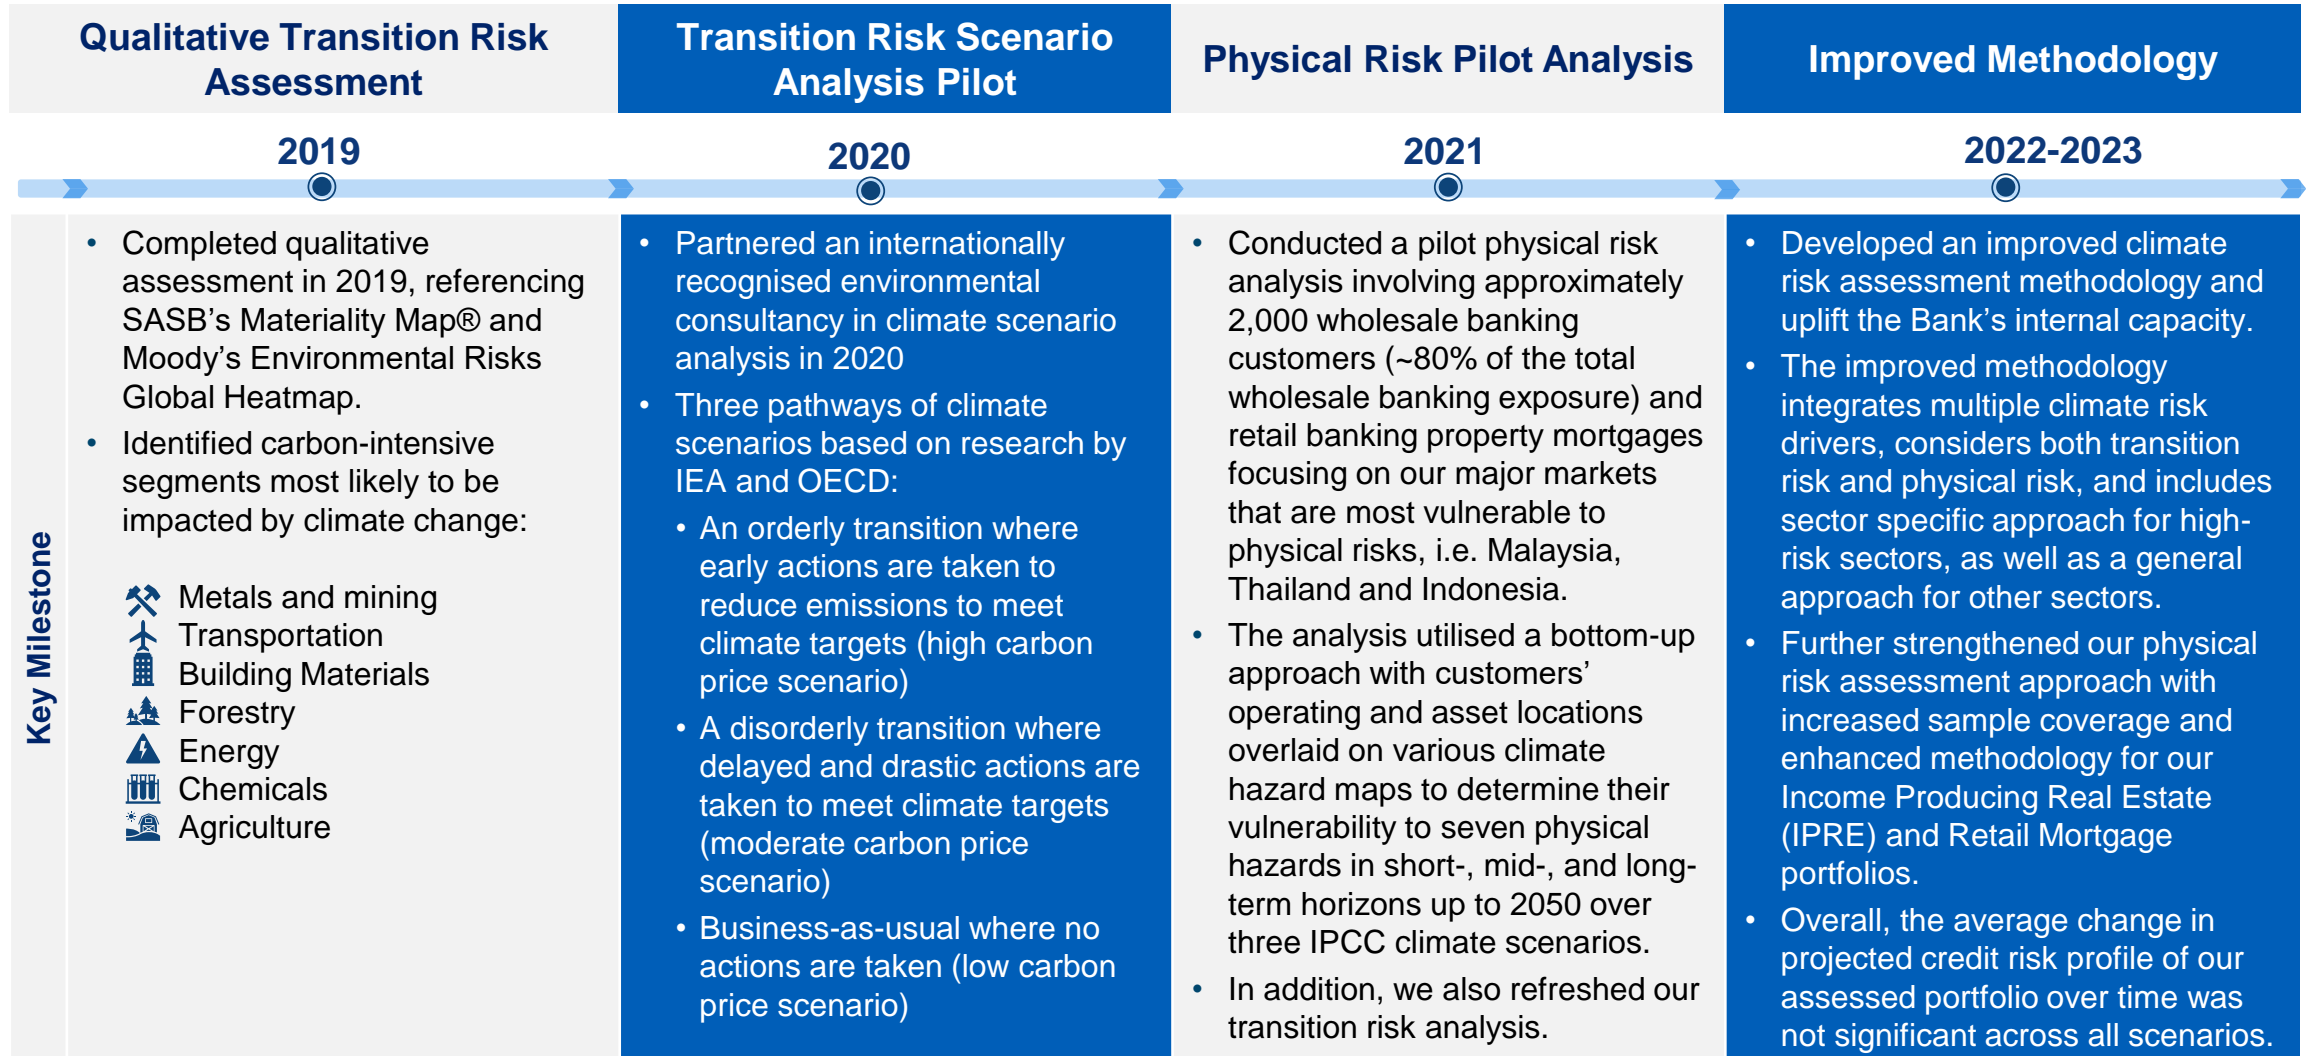 Qualitative Transition Risk
Assessment
Transition Risk Scenario
Analysis Pilot
Physical Risk Pilot Analysis
Improved Methodology
2019
2020
2021
2022-2023
Key Milestone
• Completed qualitative
assessment in 2019, referencing
SASB’s Materiality Map® and
Moody’s Environmental Risks
Global Heatmap.
• Identified carbon-intensive
segments most likely to be
impacted by climate change:
Metals and mining
Transportation
Building Materials
Forestry
Energy
Chemicals
Agriculture
• Partnered an internationally
recognised environmental
consultancy in climate scenario
analysis in 2020
• Three pathways of climate
scenarios based on research by
IEA and OECD:
• An orderly transition where
early actions are taken to
reduce emissions to meet
climate targets (high carbon
price scenario)
• A disorderly transition where
delayed and drastic actions are
taken to meet climate targets
(moderate carbon price
scenario)
• Business-as-usual where no
actions are taken (low carbon
price scenario)
• Conducted a pilot physical risk
analysis involving approximately
2,000 wholesale banking
customers (~80% of the total
wholesale banking exposure) and
retail banking property mortgages
focusing on our major markets
that are most vulnerable to
physical risks, i.e. Malaysia,
Thailand and Indonesia.
• The analysis utilised a bottom-up
approach with customers’
operating and asset locations
overlaid on various climate
hazard maps to determine their
vulnerability to seven physical
hazards in short-, mid-, and long-
term horizons up to 2050 over
three IPCC climate scenarios.
• In addition, we also refreshed our
transition risk analysis.
• Developed an improved climate
risk assessment methodology and
uplift the Bank’s internal capacity.
• The improved methodology
integrates multiple climate risk
drivers, considers both transition
risk and physical risk, and includes
sector specific approach for high-
risk sectors, as well as a general
approach for other sectors.
• Further strengthened our physical
risk assessment approach with
increased sample coverage and
enhanced methodology for our
Income Producing Real Estate
(IPRE) and Retail Mortgage
portfolios.
• Overall, the average change in
projected credit risk profile of our
assessed portfolio over time was
not significant across all scenarios.